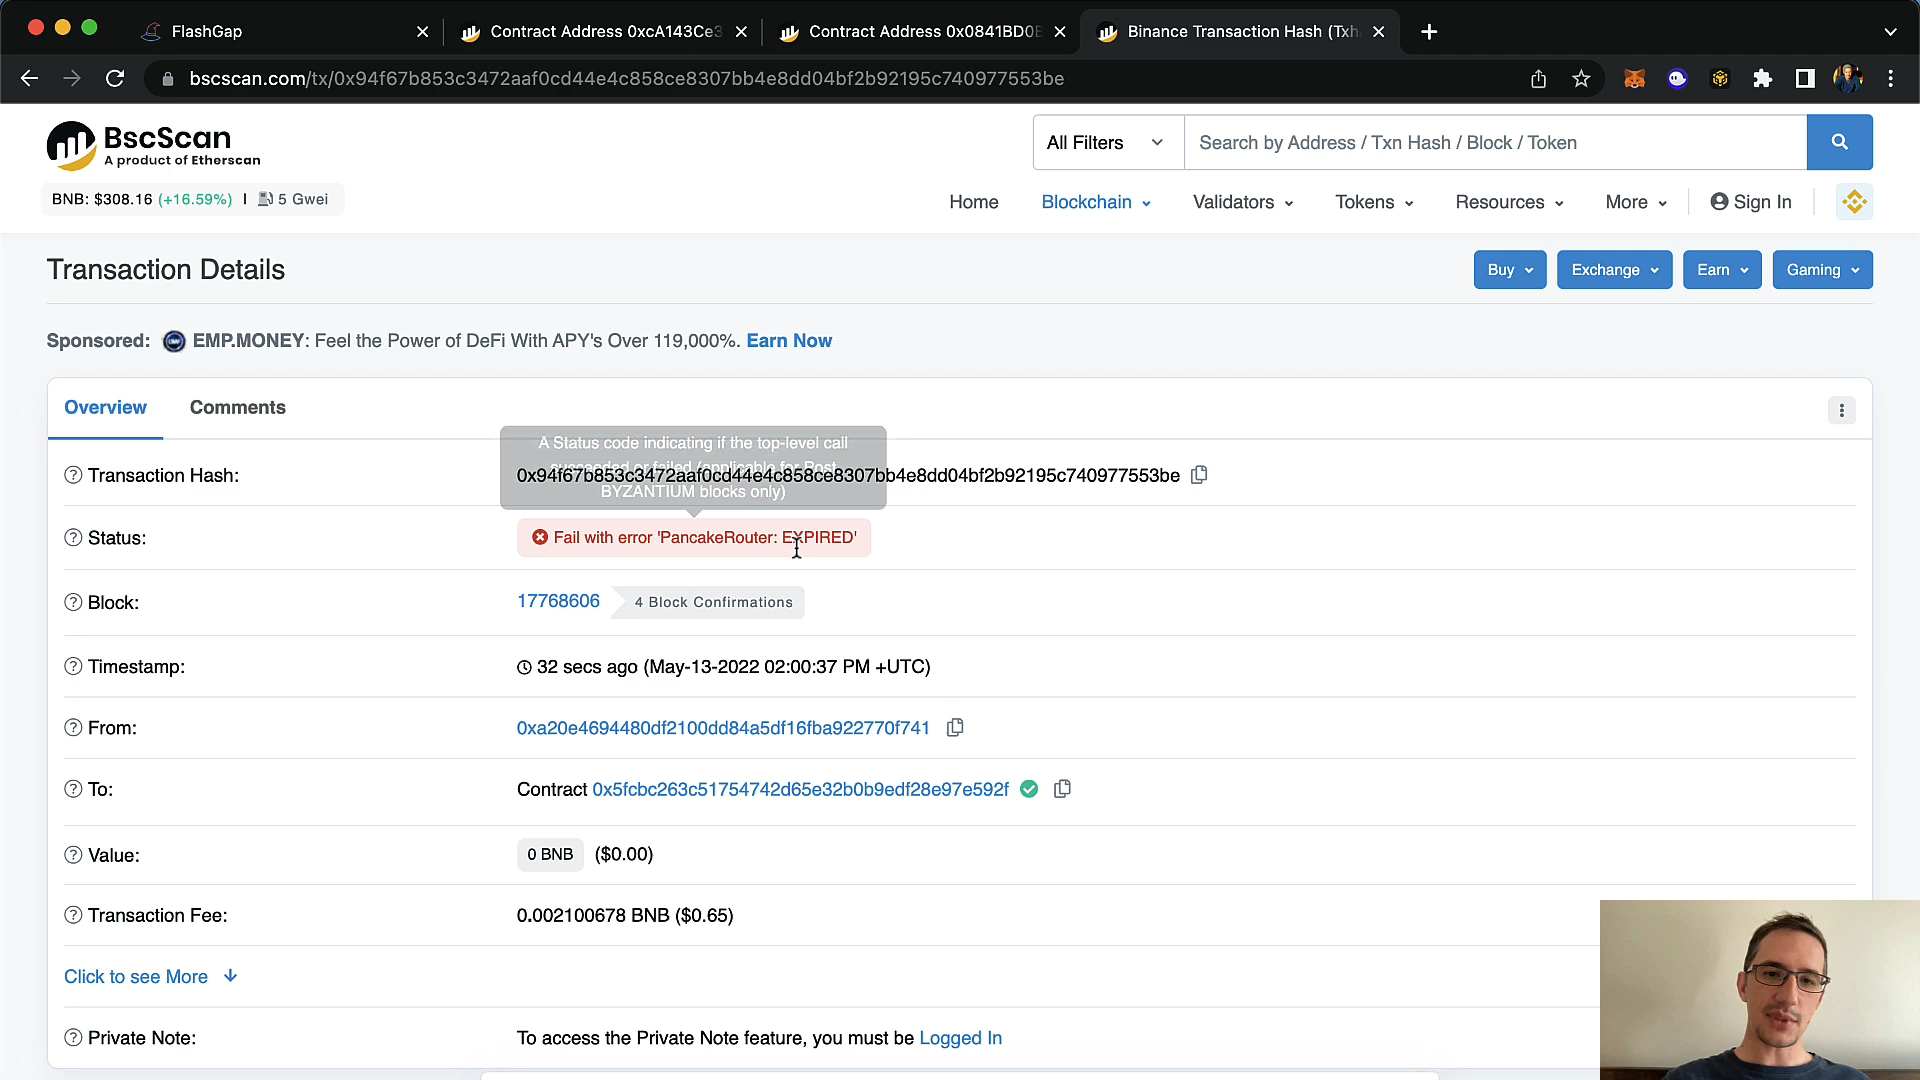 FlashGap
Contract Address 0xcA143Ce3
Contract Address 0x0841BD0B
Binance Transaction Hash (Txh
bscscan.com/tx/0x94f67b853c3472aaf0cd44e4c858ce8307bb4e8dd04bf2b92195c740977553be
BscScan
A product of Etherscan
All Filters
Search by Address / Txn Hash / Block / Token
BNB: $308.16 (+16.59%) | 5 Gwei
Home
Blockchain
Validators
Tokens
Resources
More
Sign In
Transaction Details
Buy
Exchange
Earn
Gaming
Sponsored: EMP.MONEY: Feel the Power of DeFi With APY's Over 119,000%. Earn Now
Overview
Comments
A Status code indicating if the top-level call
succeeded or failed (applicable for Post
BYZANTIUM blocks only)
Transaction Hash:
0x94f67b853c3472aaf0cd44e4c858ce8307bb4e8dd04bf2b92195c740977553be
Status:
Fail with error 'PancakeRouter: EXPIRED'
Block:
17768606
4 Block Confirmations
Timestamp:
32 secs ago (May-13-2022 02:00:37 PM +UTC)
From:
0xa20e4694480df2100dd84a5df16fba922770f741
To:
Contract 0x5fcbc263c51754742d65e32b0b9edf28e97e592f
Value:
0 BNB ($0.00)
Transaction Fee:
0.002100678 BNB ($0.65)
Click to see More
Private Note:
To access the Private Note feature, you must be Logged In